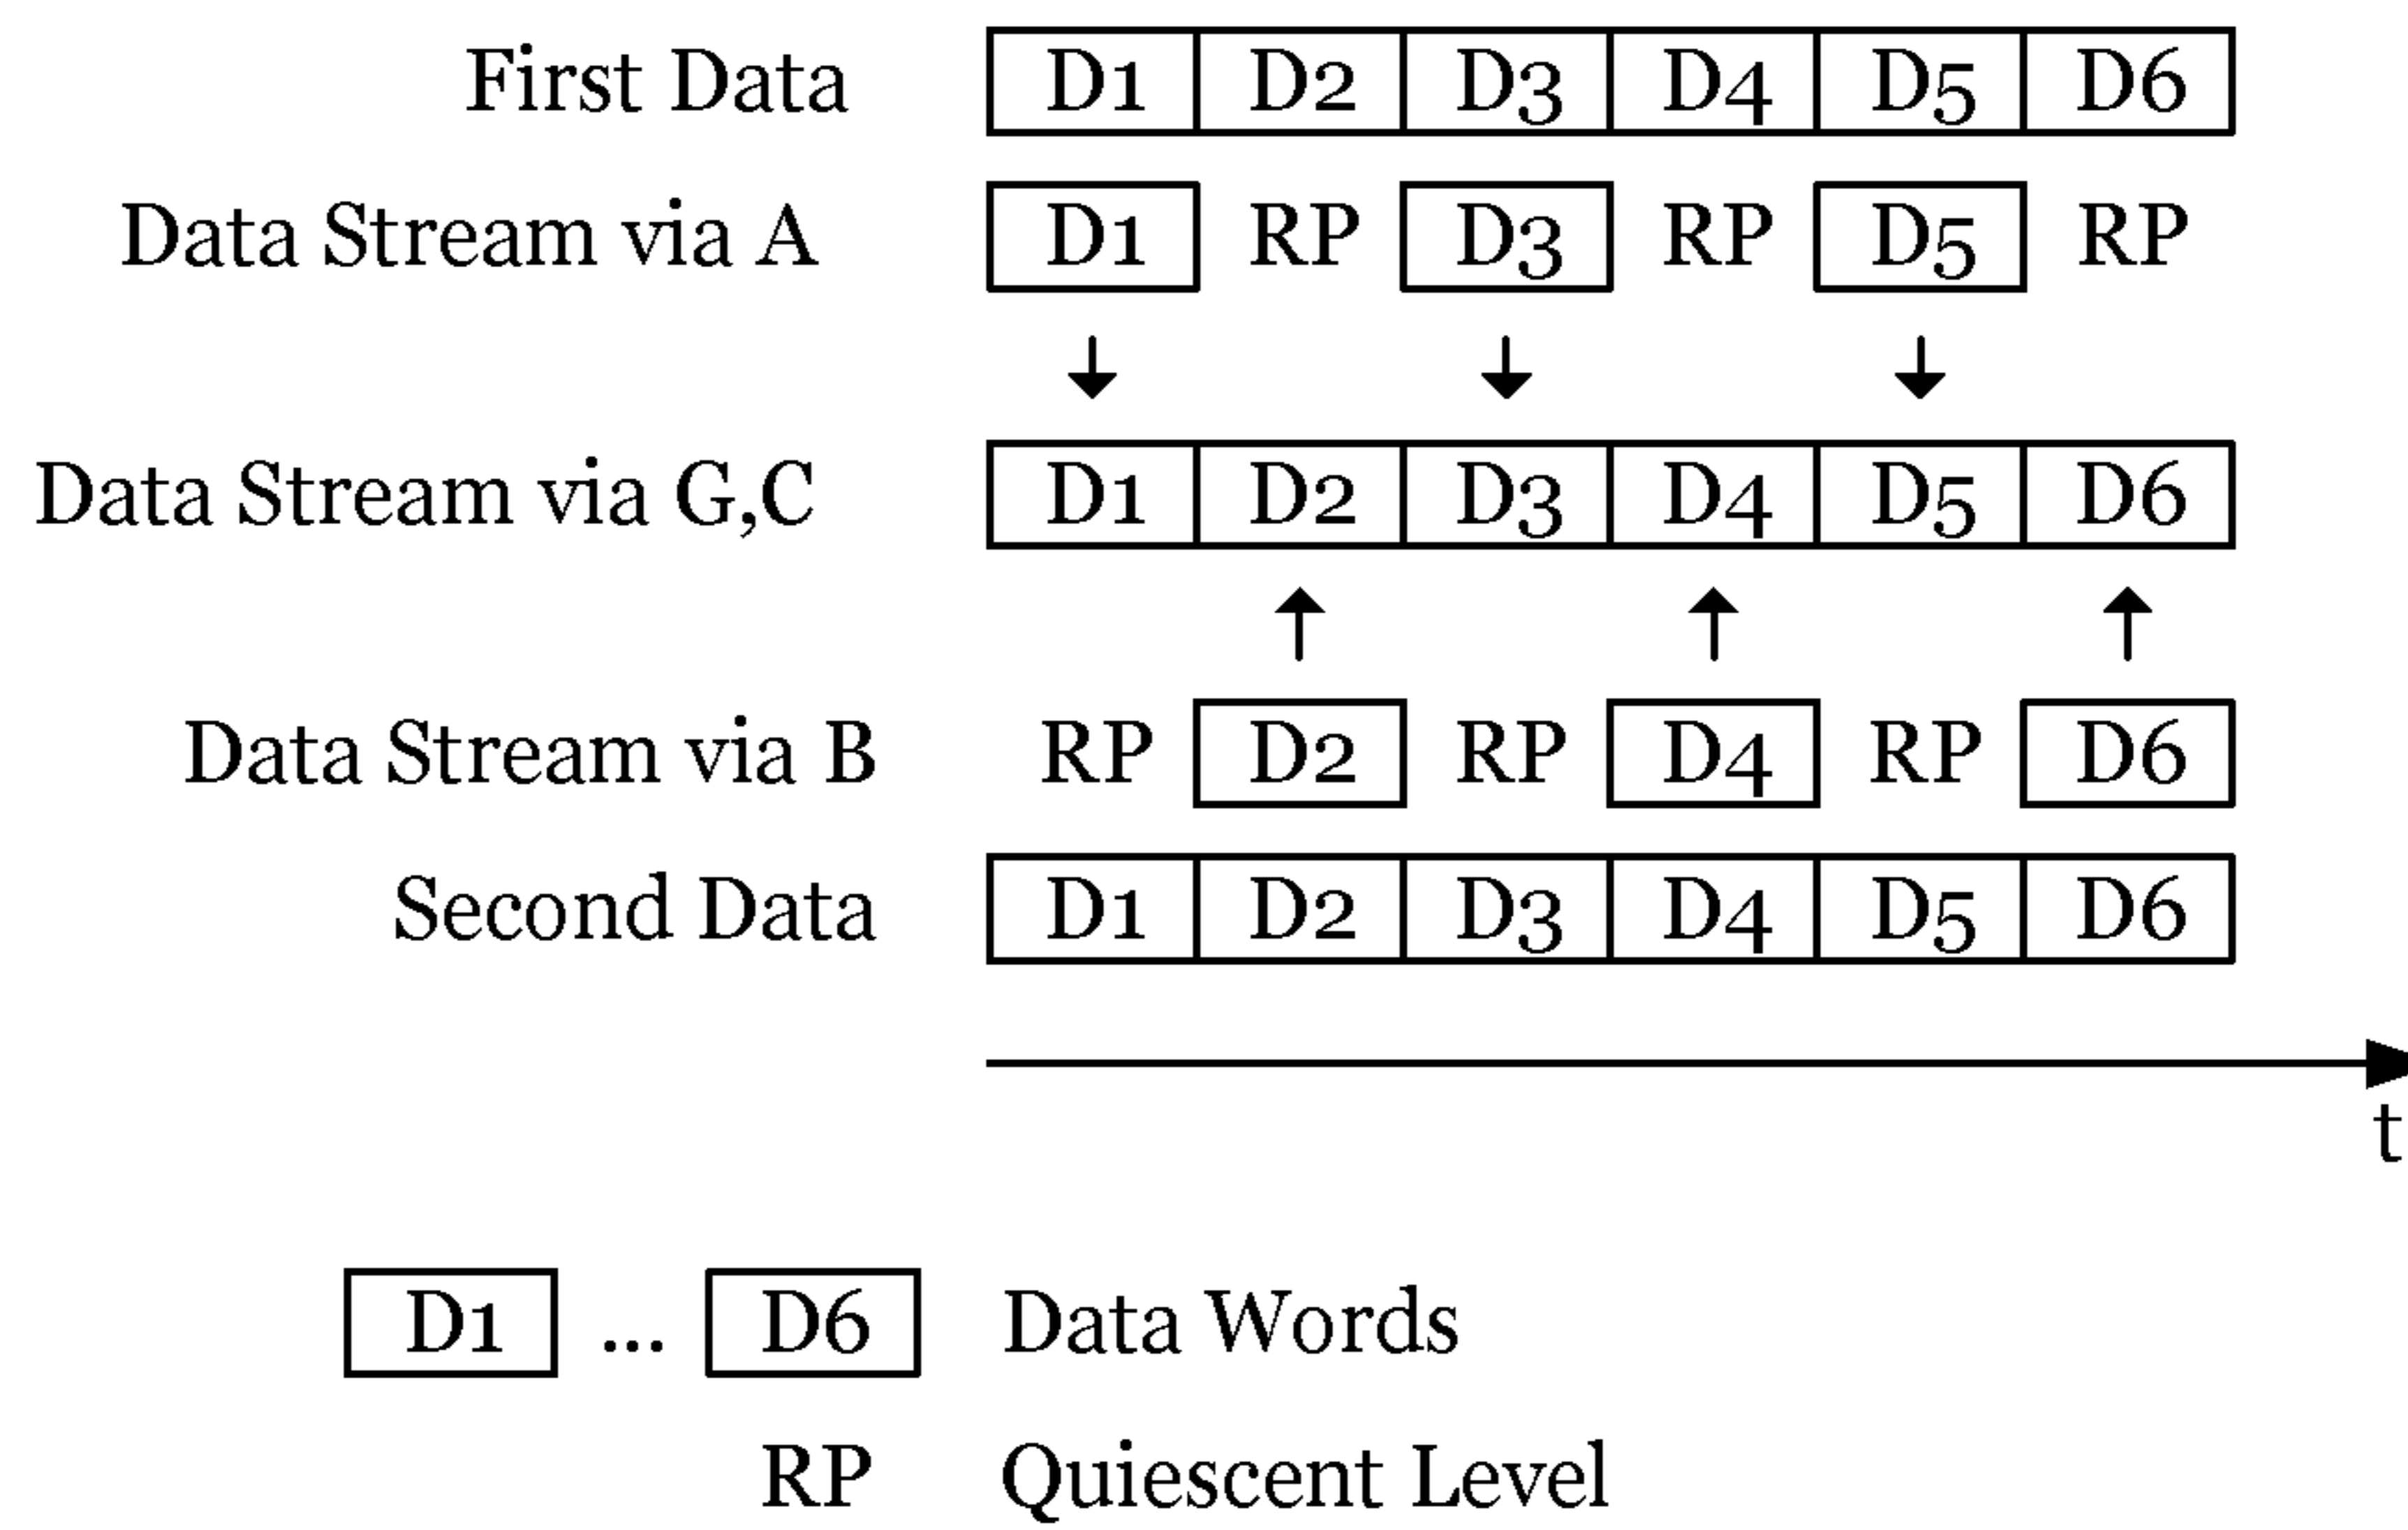 First Data D1 D2 D3 D4 D5 D6
Data Stream via A D1 RP D3 RP D5 RP
Data Stream via G,C D1 D2 D3 D4 D5 D6
Data Stream via B RP D2 RP D4 RP D6
Second Data D1 D2 D3 D4 D5 D6
t
D1 ... D6 Data Words
RP Quiescent Level